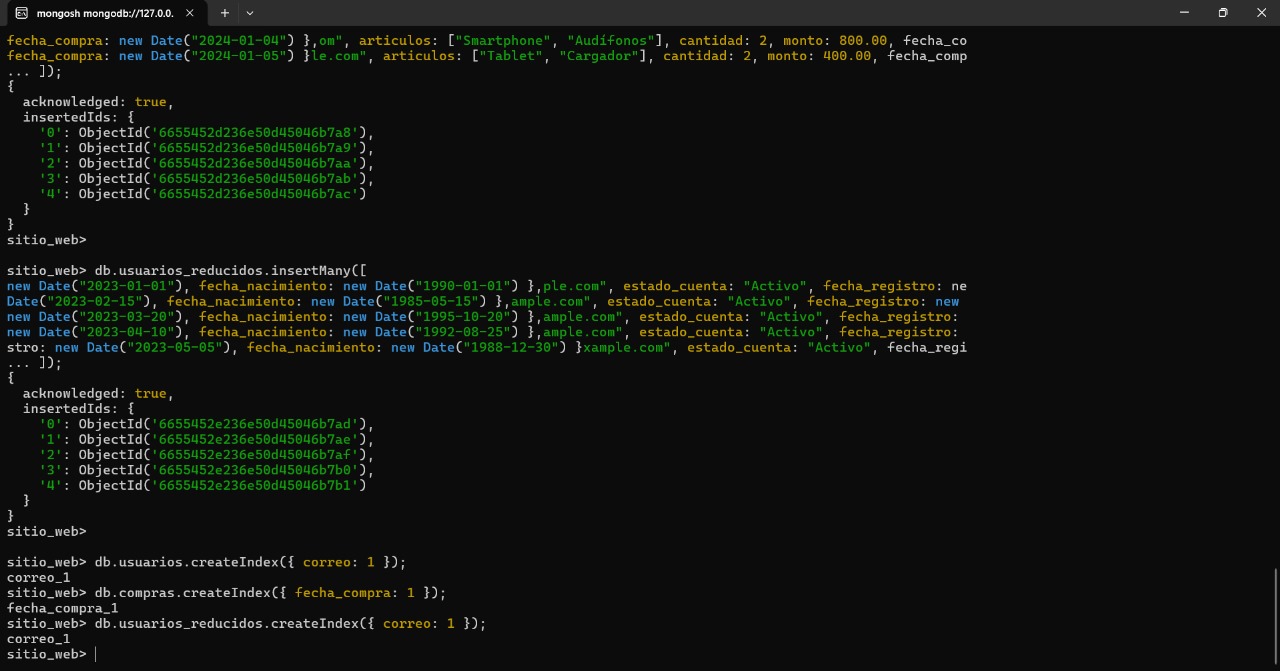 mongosh mongodb://127.0.0.
fecha_compra: new Date("2024-01-04") },om", articulos: ["Smartphone", "Audífonos"], cantidad: 2, monto: 800.00, fecha_co
fecha_compra: new Date("2024-01-05") }le.com", articulos: ["Tablet", "Cargador"], cantidad: 2, monto: 400.00, fecha_comp
... ]);
{
  acknowledged: true,
  insertedIds: {
    '0': ObjectId('6655452d236e50d45046b7a8'),
    '1': ObjectId('6655452d236e50d45046b7a9'),
    '2': ObjectId('6655452d236e50d45046b7aa'),
    '3': ObjectId('6655452d236e50d45046b7ab'),
    '4': ObjectId('6655452d236e50d45046b7ac')
  }
}
sitio_web>
sitio_web> db.usuarios_reducidos.insertMany([
new Date("2023-01-01"), fecha_nacimiento: new Date("1990-01-01") },ple.com", estado_cuenta: "Activo", fecha_registro: ne
Date("2023-02-15"), fecha_nacimiento: new Date("1985-05-15") },ample.com", estado_cuenta: "Activo", fecha_registro: new
new Date("2023-03-20"), fecha_nacimiento: new Date("1995-10-20") },ample.com", estado_cuenta: "Activo", fecha_registro:
new Date("2023-04-10"), fecha_nacimiento: new Date("1992-08-25") },ample.com", estado_cuenta: "Activo", fecha_registro:
stro: new Date("2023-05-05"), fecha_nacimiento: new Date("1988-12-30") }xample.com", estado_cuenta: "Activo", fecha_regi
... ]);
{
  acknowledged: true,
  insertedIds: {
    '0': ObjectId('6655452e236e50d45046b7ad'),
    '1': ObjectId('6655452e236e50d45046b7ae'),
    '2': ObjectId('6655452e236e50d45046b7af'),
    '3': ObjectId('6655452e236e50d45046b7b0'),
    '4': ObjectId('6655452e236e50d45046b7b1')
  }
}
sitio_web>
sitio_web> db.usuarios.createIndex({ correo: 1 });
correo_1
sitio_web> db.compras.createIndex({ fecha_compra: 1 });
fecha_compra_1
sitio_web> db.usuarios_reducidos.createIndex({ correo: 1 });
correo_1
sitio_web>